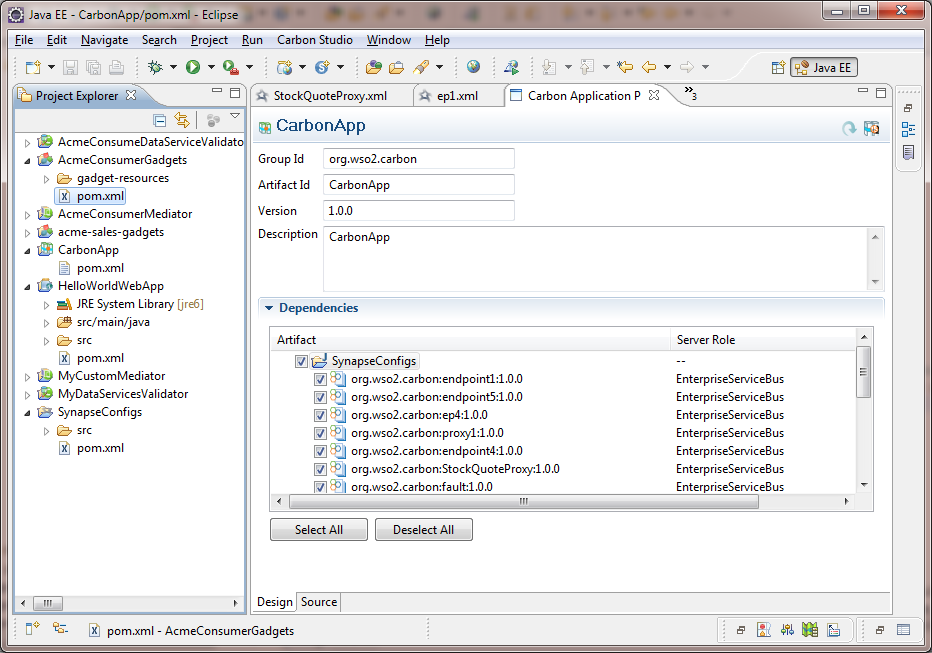 Java EE - CarbonApp/pom.xml - Eclipse
File Edit Navigate Search Project Run Carbon Studio Window Help
Java EE
Project Explorer
AcmeConsumeDataServiceValidato
AcmeConsumerGadgets
gadget-resources
pom.xml
AcmeConsumerMediator
acme-sales-gadgets
CarbonApp
pom.xml
HelloWorldWebApp
JRE System Library [jre6]
src/main/java
src
pom.xml
MyCustomMediator
MyDataServicesValidator
SynapseConfigs
src
pom.xml
StockQuoteProxy.xml ep1.xml Carbon Application P »3
CarbonApp
Group Id org.wso2.carbon
Artifact Id CarbonApp
Version 1.0.0
Description CarbonApp
Dependencies
Artifact Server Role
SynapseConfigs --
org.wso2.carbon:endpoint1:1.0.0 EnterpriseServiceBus
org.wso2.carbon:endpoint5:1.0.0 EnterpriseServiceBus
org.wso2.carbon:ep4:1.0.0 EnterpriseServiceBus
org.wso2.carbon:proxy1:1.0.0 EnterpriseServiceBus
org.wso2.carbon:endpoint4:1.0.0 EnterpriseServiceBus
org.wso2.carbon:StockQuoteProxy:1.0.0 EnterpriseServiceBus
org.wso2.carbon:fault:1.0.0 EnterpriseServiceBus
Select All Deselect All
Design Source
pom.xml - AcmeConsumerGadgets